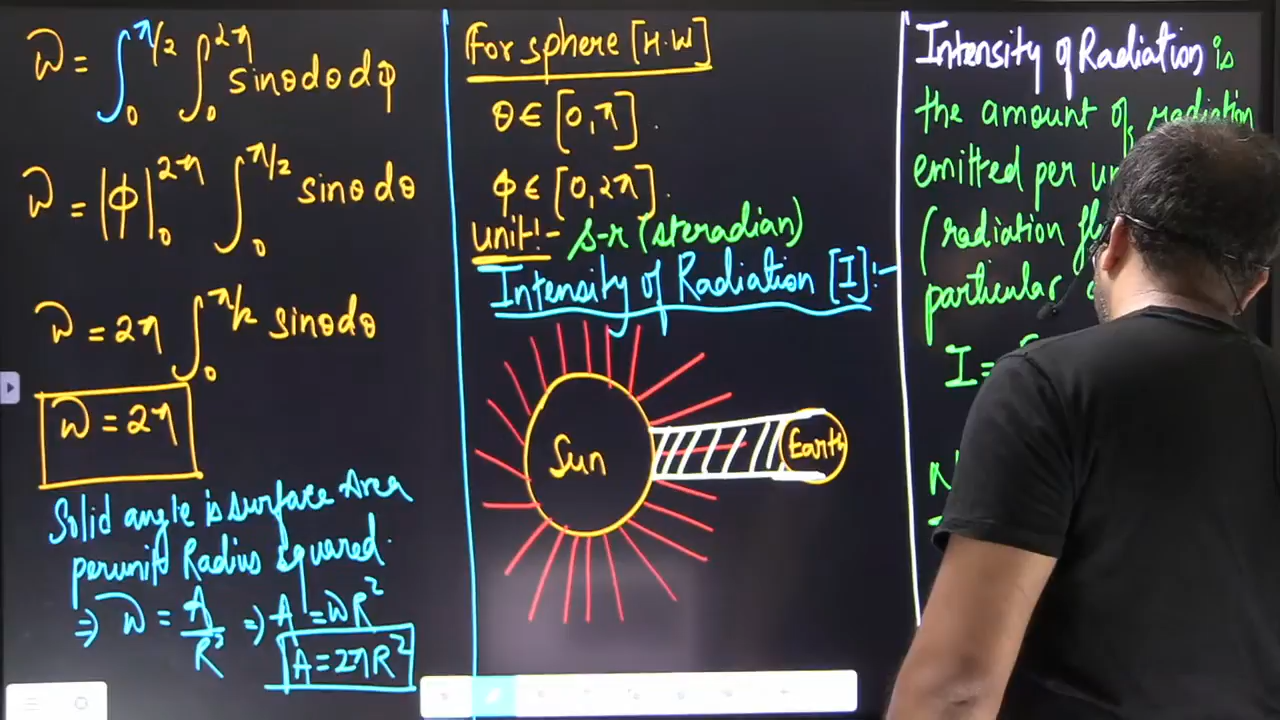 ω = ∫₀^π/2 ∫₀^2π sinθ dθ dφ
ω = |φ|₀^2π ∫₀^π/2 sinθ dθ
ω = 2π ∫₀^π/2 sinθ dθ
ω = 2π
Solid angle is surface Area
per unit Radius squared.
⇒ ω = A/R² ⇒ A = ωR²
A = 2πR²
For sphere [H.W]
θ ∈ [0, π].
φ ∈ [0, 2π].
unit:- s-r (steradian)
Intensity of Radiation [I]:-
Sun
Earth
Intensity of Radiation is
the amount of radiation
emitted per
(radiation
particular
I =